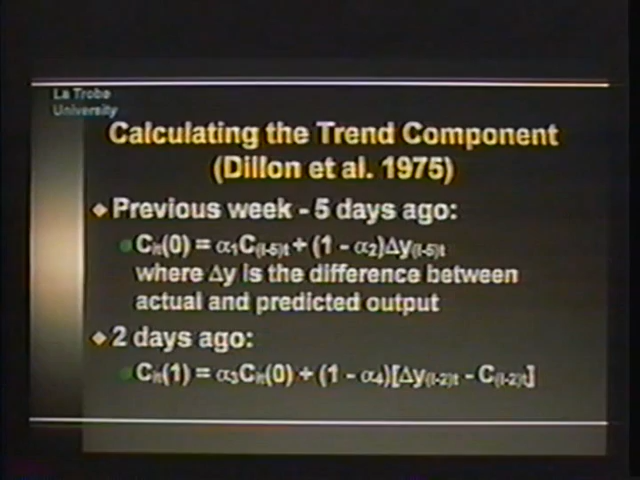 La Trobe
University
Calculating the Trend Component
(Dillon et al. 1975)
Previous week - 5 days ago:
Cᵢₜ(0) = α₁C₍ᵢ₋₅₎ₜ + (1 - α₂)Δy₍ᵢ₋₅₎ₜ
where Δy is the difference between
actual and predicted output
2 days ago:
Cᵢₜ(1) = α₃Cᵢₜ(0) + (1 - α₄)[Δy₍ᵢ₋₂₎ₜ - C₍ᵢ₋₂₎ₜ]